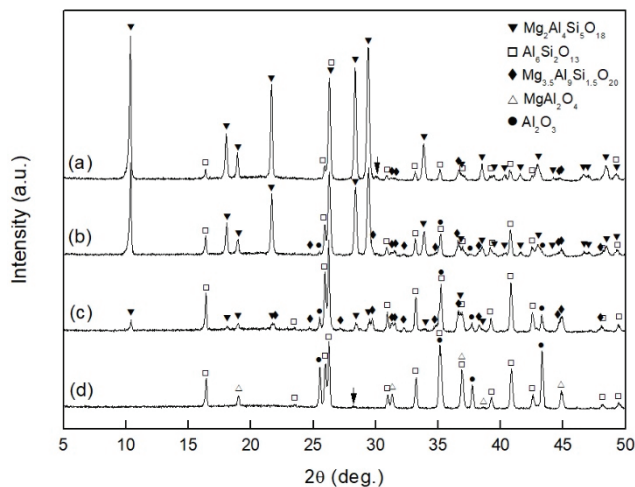 Mg2Al4Si5O18
Al6Si2O13
Mg3.5Al9Si1.5O20
MgAl2O4
Al2O3
(a)
(b)
(c)
(d)
Intensity (a.u.)
5 10 15 20 25 30 35 40 45 50
2θ (deg.)